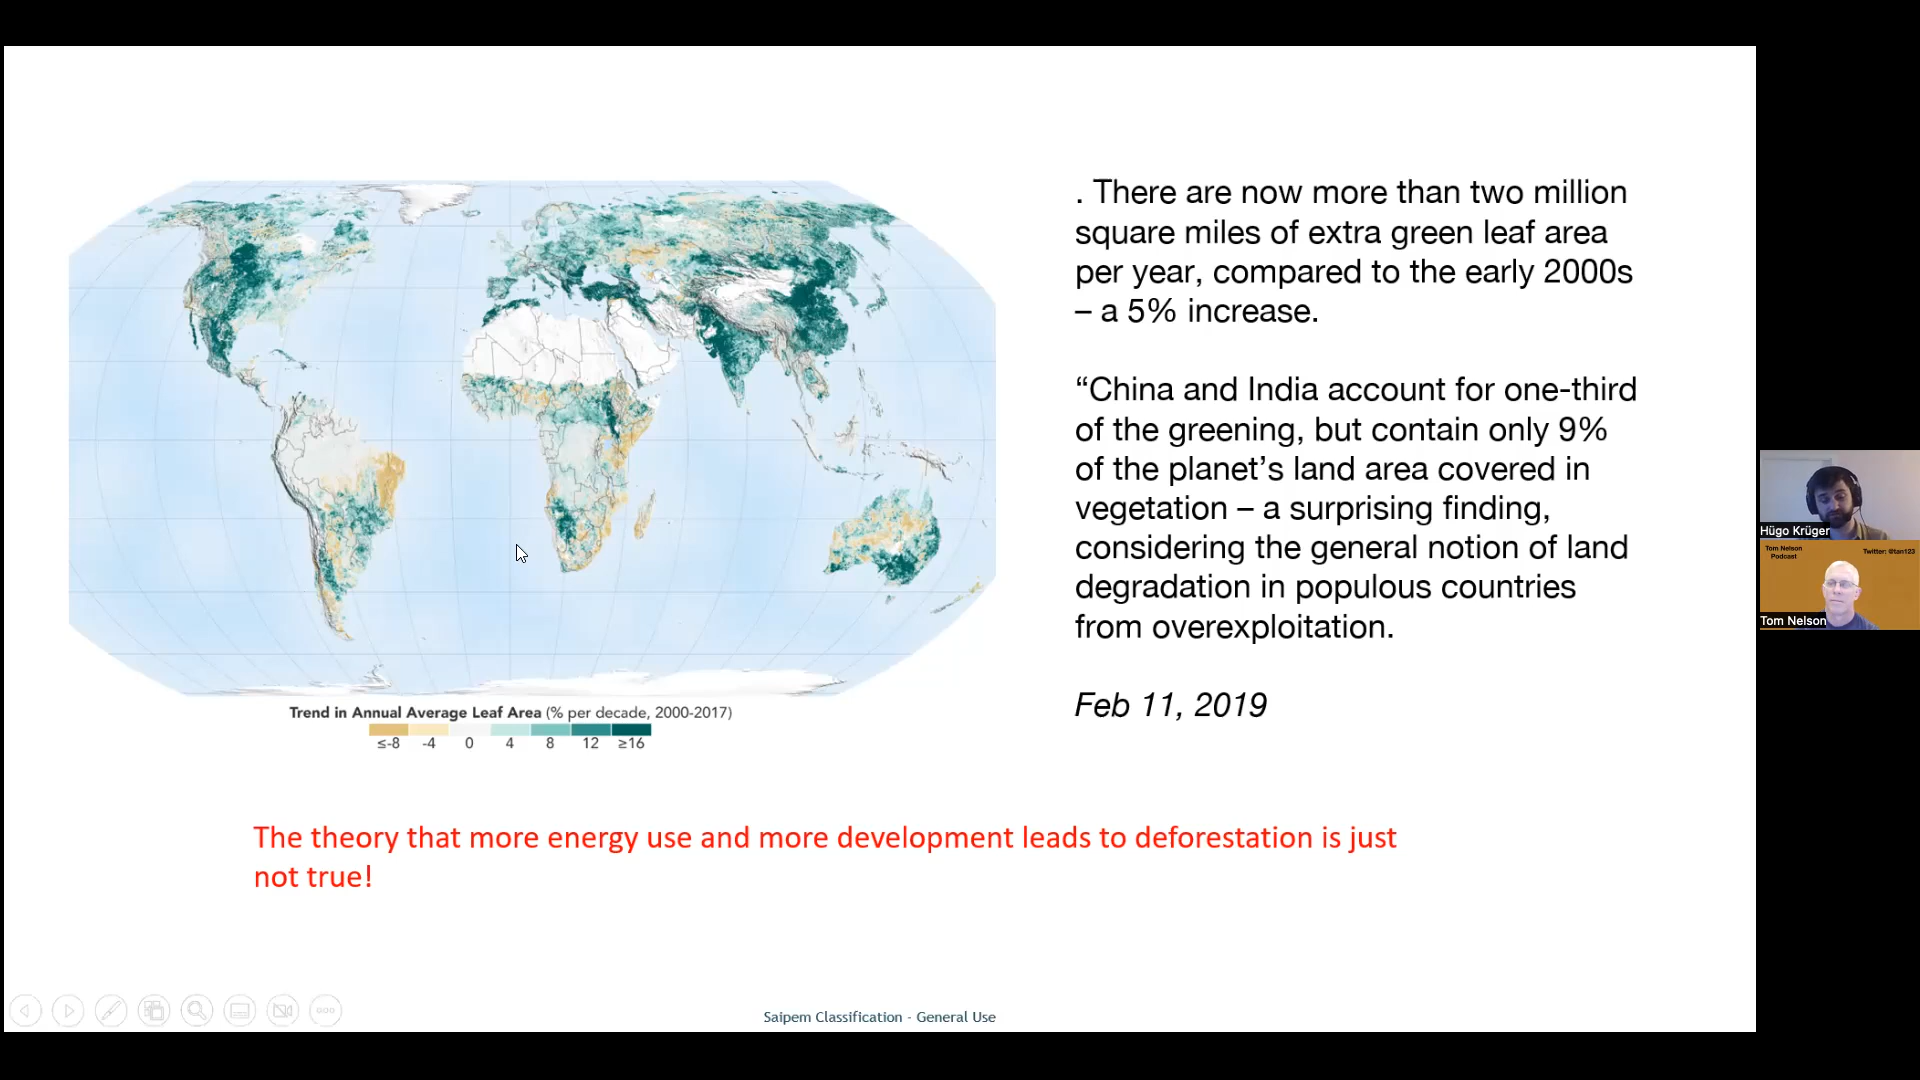 . There are now more than two million
square miles of extra green leaf area
per year, compared to the early 2000s
– a 5% increase.
“China and India account for one-third
of the greening, but contain only 9%
of the planet’s land area covered in
vegetation – a surprising finding,
considering the general notion of land
degradation in populous countries
from overexploitation.
Feb 11, 2019
Trend in Annual Average Leaf Area (% per decade, 2000-2017)
≤-8 -4 0 4 8 12 ≥16
The theory that more energy use and more development leads to deforestation is just
not true!
Saipem Classification - General Use
Hügo Krüger
Tom Nelson
Podcast
Twitter: @tan123
Tom Nelson